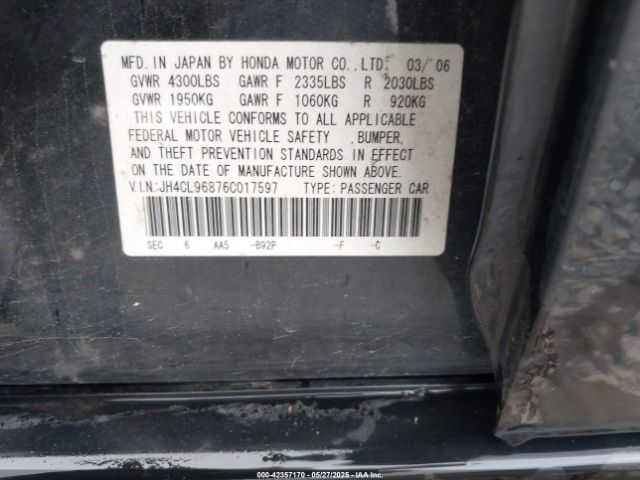 MFD. IN JAPAN BY HONDA MOTOR CO.,LTD. 03/ 06
GVWR 4300LBS GAWR F 2335LBS R 2030LBS
GVWR 1950KG GAWR F 1060KG R 920KG
THIS VEHICLE CONFORMS TO ALL APPLICABLE
FEDERAL MOTOR VEHICLE SAFETY ,BUMPER,
AND THEFT PREVENTION STANDARDS IN EFFECT
ON THE DATE OF MANUFACTURE SHOWN ABOVE.
V.I.N:JH4CL96876C017597 TYPE: PASSENGER CAR
SEC 6 AA5 -B92P -F -C
000-42357170 - 05/27/2025 - IAAI.COM